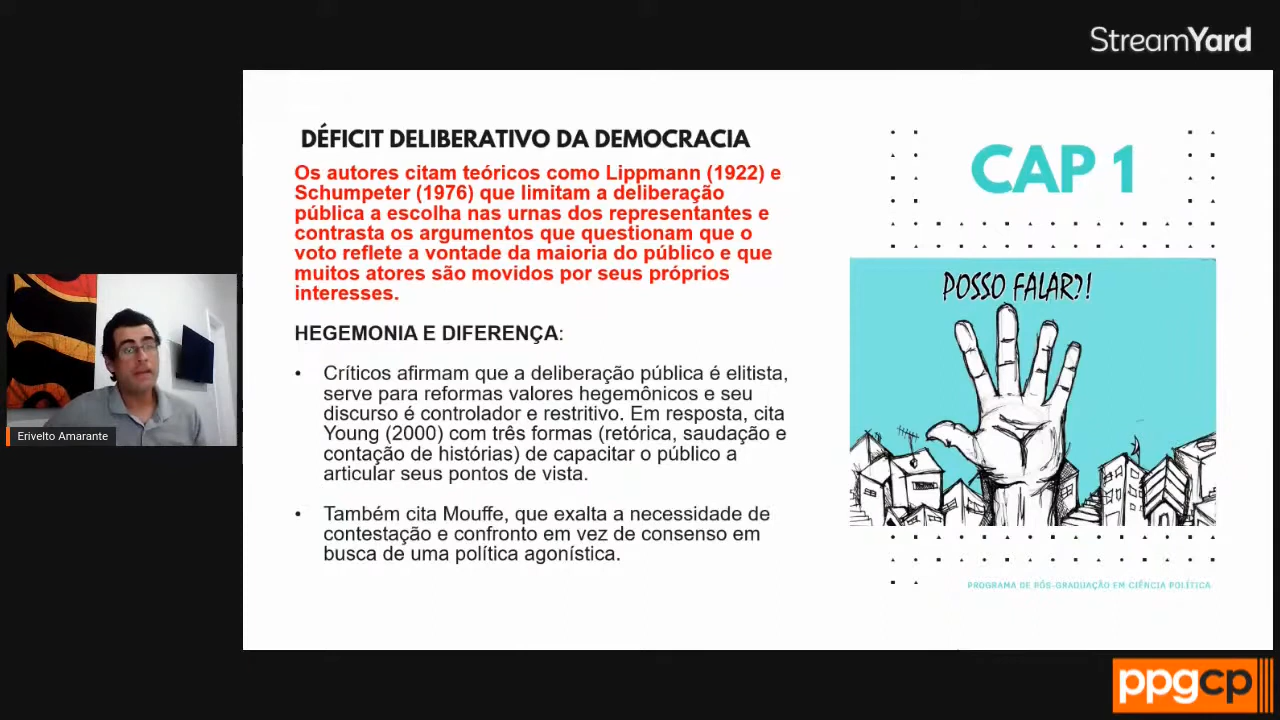 StreamYard
DÉFICIT DELIBERATIVO DA DEMOCRACIA
Os autores citam teóricos como Lippmann (1922) e
Schumpeter (1976) que limitam a deliberação
pública a escolha nas urnas dos representantes e
contrasta os argumentos que questionam que o
voto reflete a vontade da maioria do público e que
muitos atores são movidos por seus próprios
interesses.
HEGEMONIA E DIFERENÇA:
• Críticos afirmam que a deliberação pública é elitista,
serve para reformas valores hegemônicos e seu
discurso é controlador e restritivo. Em resposta, cita
Young (2000) com três formas (retórica, saudação e
contação de histórias) de capacitar o público a
articular seus pontos de vista.
• Também cita Mouffe, que exalta a necessidade de
contestação e confronto em vez de consenso em
busca de uma política agonística.
CAP 1
POSSO FALAR?!
PROGRAMA DE PÓS-GRADUAÇÃO EM CIÊNCIA POLÍTICA
Erivelto Amarante
ppgcp